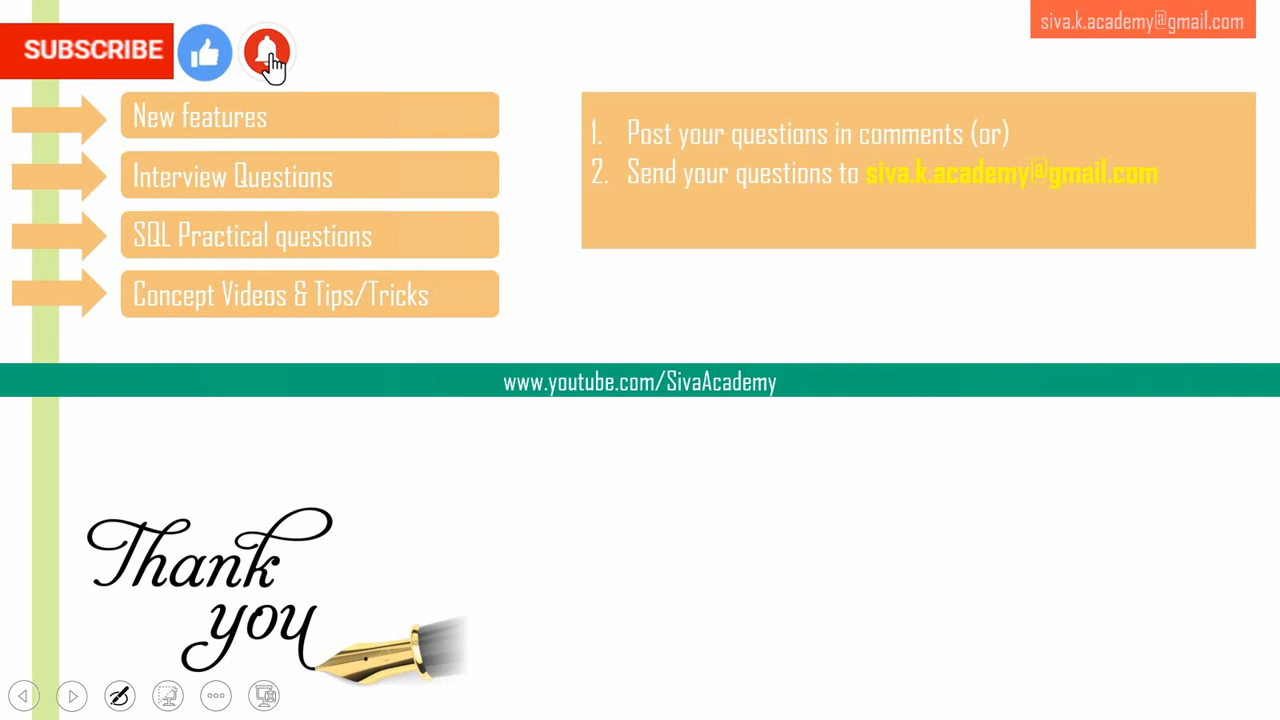 siva.k.academy@gmail.com
SUBSCRIBE
New features
Interview Questions
SQL Practical questions
Concept Videos & Tips/Tricks
1. Post your questions in comments (or)
2. Send your questions to siva.k.academy@gmail.com
www.youtube.com/SivaAcademy
Thank
you